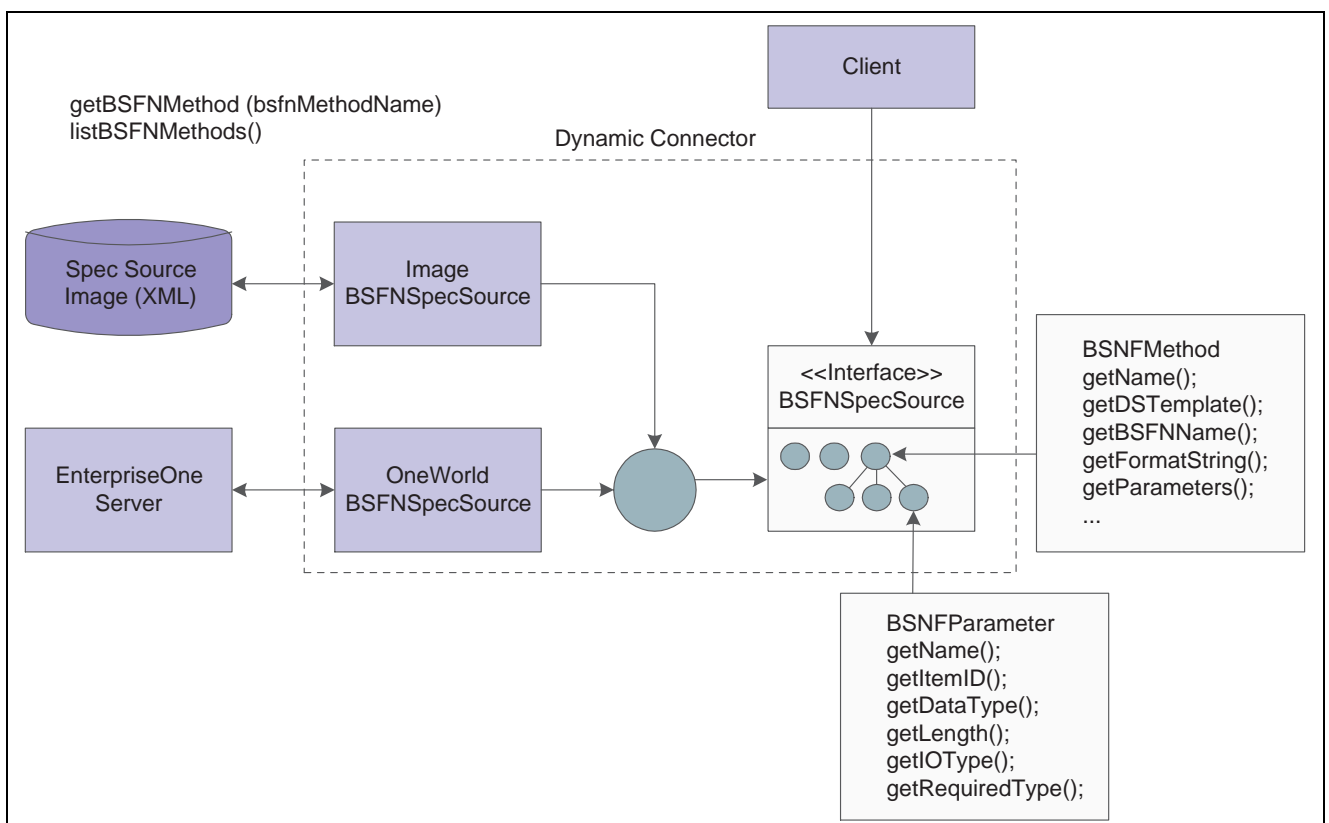 Client
getBSFNMethod (bsfnMethodName)
listBSFNMethods()
Dynamic Connector
Spec Source
Image (XML)
Image
BSFNSpecSource
<<Interface>>
BSFNSpecSource
BSNFMethod
getName();
getDSTemplate();
getBSFNName();
getFormatString();
getParameters();
...
EnterpriseOne
Server
OneWorld
BSFNSpecSource
BSNFParameter
getName();
getItemID();
getDataType();
getLength();
getIOType();
getRequiredType();